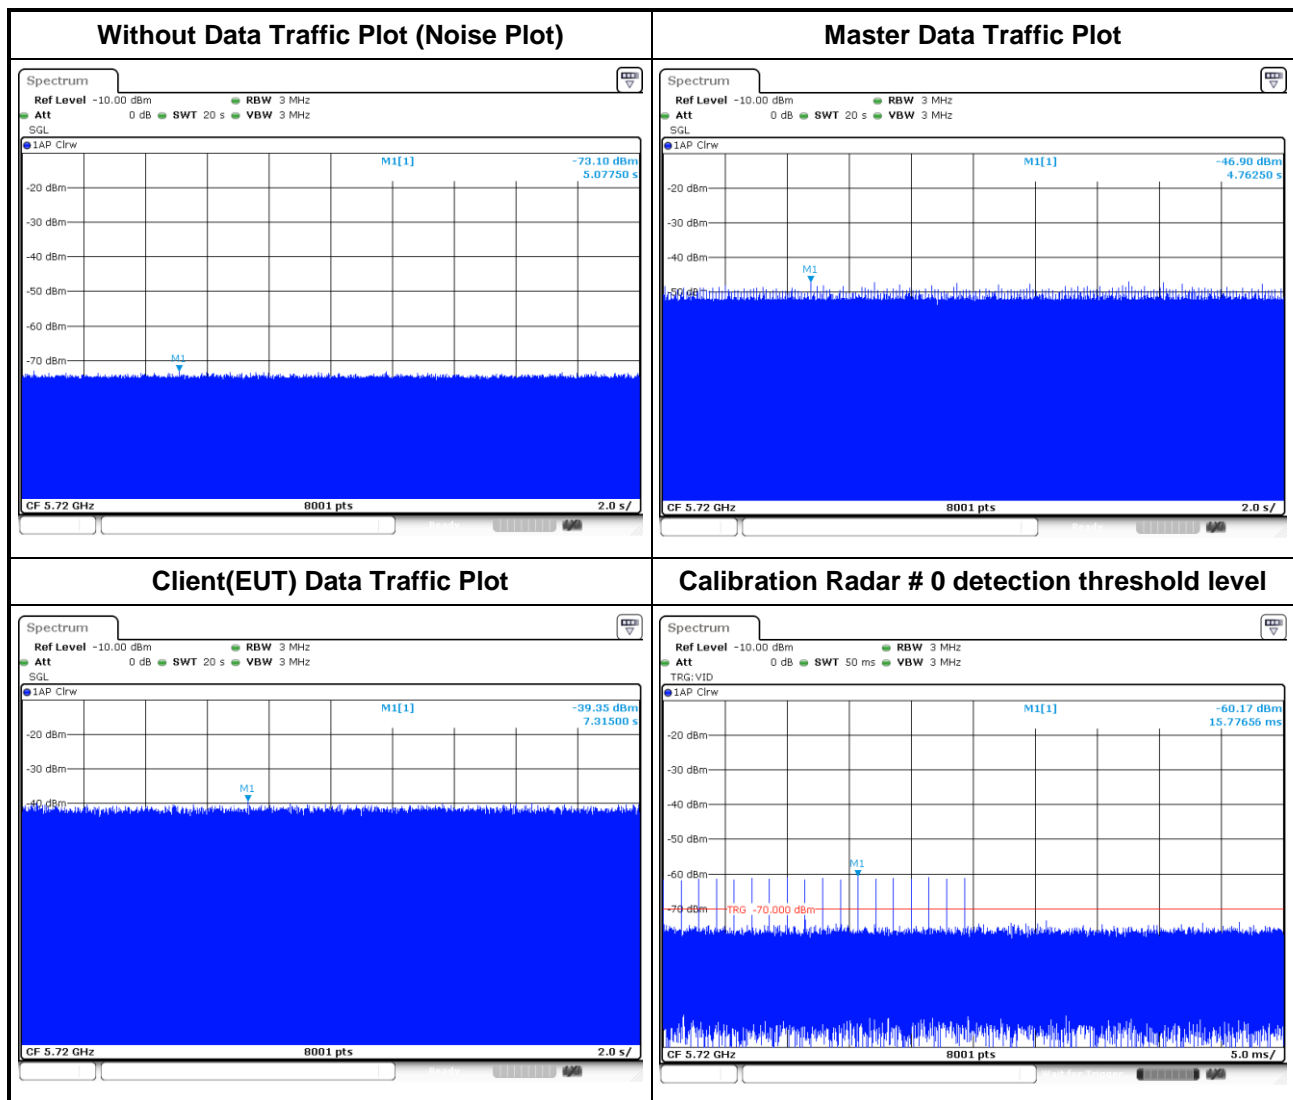 Without Data Traffic Plot (Noise Plot)
Spectrum
Ref Level -10.00 dBm RBW 3 MHz
Att 0 dB SWT 20 s VBW 3 MHz
SGL
1AP Clrw
M1[1] -73.10 dBm
5.07750 s
-20 dBm
-30 dBm
-40 dBm
-50 dBm
-60 dBm
-70 dBm
M1
CF 5.72 GHz 8001 pts 2.0 s/
Ready
Master Data Traffic Plot
Spectrum
Ref Level -10.00 dBm RBW 3 MHz
Att 0 dB SWT 20 s VBW 3 MHz
SGL
1AP Clrw
M1[1] -46.90 dBm
4.76250 s
-20 dBm
-30 dBm
-40 dBm
M1
-50 dBm
CF 5.72 GHz 8001 pts 2.0 s/
Ready
Client(EUT) Data Traffic Plot
Spectrum
Ref Level -10.00 dBm RBW 3 MHz
Att 0 dB SWT 20 s VBW 3 MHz
SGL
1AP Clrw
M1[1] -39.35 dBm
7.31500 s
-20 dBm
-30 dBm
M1
-40 dBm
CF 5.72 GHz 8001 pts 2.0 s/
Ready
Calibration Radar # 0 detection threshold level
Spectrum
Ref Level -10.00 dBm RBW 3 MHz
Att 0 dB SWT 50 ms VBW 3 MHz
TRG:VID
1AP Clrw
M1[1] -60.17 dBm
15.77656 ms
-20 dBm
-30 dBm
-40 dBm
-50 dBm
M1
-60 dBm
-70 dBm TRG -70.000 dBm
CF 5.72 GHz 8001 pts 5.0 ms/
Wait for Trigger